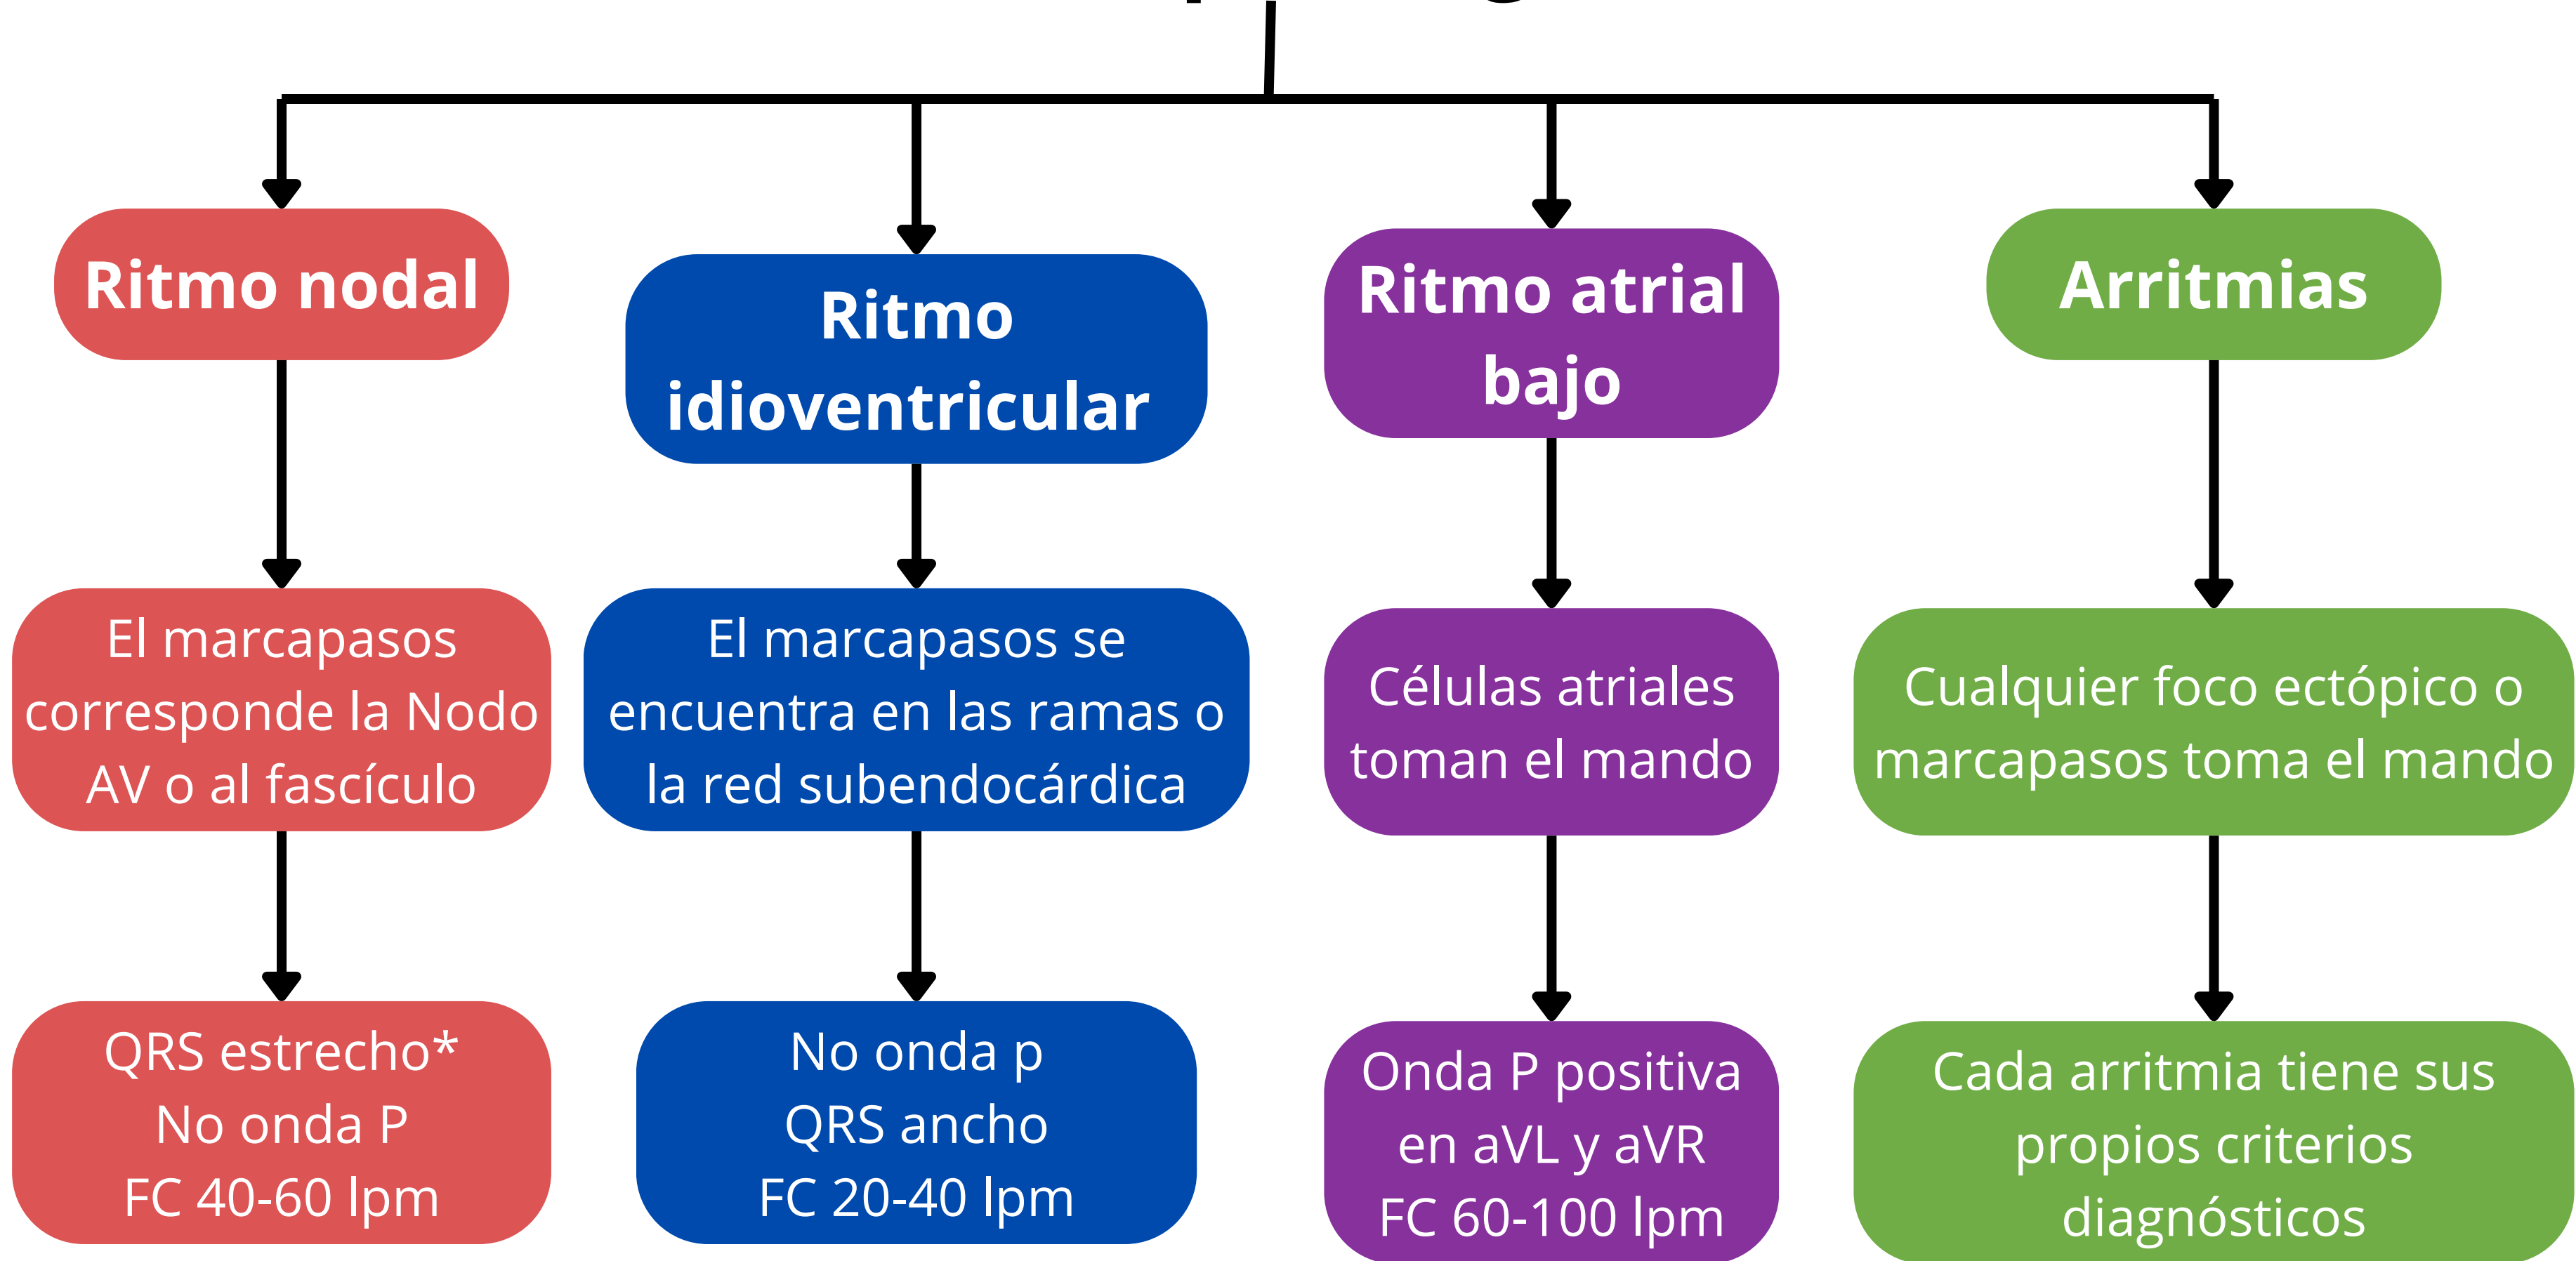 Ritmo nodal
Ritmo
idioventricular
Ritmo atrial
bajo
Arritmias
El marcapasos
corresponde la Nodo
AV o al fascículo
El marcapasos se
encuentra en las ramas o
la red subendocárdica
Células atriales
toman el mando
Cualquier foco ectópico o
marcapasos toma el mando
QRS estrecho*
No onda P
FC 40-60 lpm
No onda p
QRS ancho
FC 20-40 lpm
Onda P positiva
en aVL y aVR
FC 60-100 lpm
Cada arritmia tiene sus
propios criterios
diagnósticos